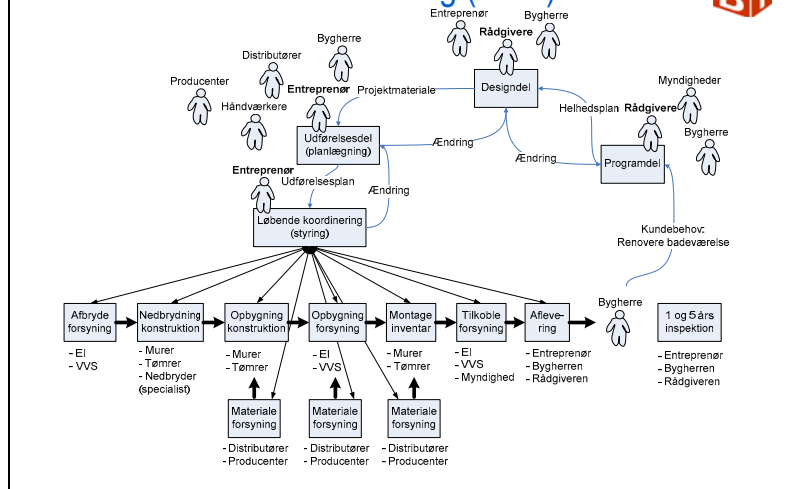 Entreprenør
Bygherre
Rådgivere
Bygherre
Distributører
Producenter
Håndværkere
Entreprenør
Projektmateriale
Designdel
Myndigheder
Helhedsplan
Rådgivere
Bygherre
Udførelsesdel
(planlægning)
Ændring
Ændring
Programdel
Entreprenør
Udførelsesplan
Ændring
Løbende koordinering
(styring)
Kundebehov:
Renovere badeværelse
Bygherre
Afbryde
forsyning
Nedbrydning
konstruktion
Opbygning
konstruktion
Opbygning
forsyning
Montage
inventar
Tilkoble
forsyning
Afleve-
ring
1 og 5 års
inspektion
- El
- VVS
- Murer
- Tømrer
- Nedbryder
(specialist)
- Murer
- Tømrer
- El
- VVS
- Murer
- Tømrer
- El
- VVS
- Myndighed
- Entreprenør
- Bygherren
- Rådgiveren
- Entreprenør
- Bygherren
- Rådgiveren
Materiale
forsyning
Materiale
forsyning
Materiale
forsyning
- Distributører
- Producenter
- Distributører
- Producenter
- Distributører
- Producenter